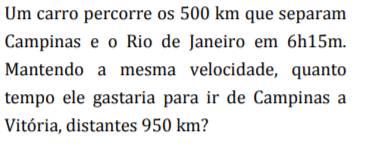 Um carro percorre os 500 km que separam
Campinas e o Rio de Janeiro em 6h15m.
Mantendo a mesma velocidade, quanto
tempo ele gastaria para ir de Campinas a
Vitória, distantes 950 km?